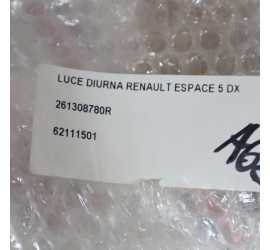 LUCE DIURNA RENAULT ESPACE 5 DX
261308780R
62111501